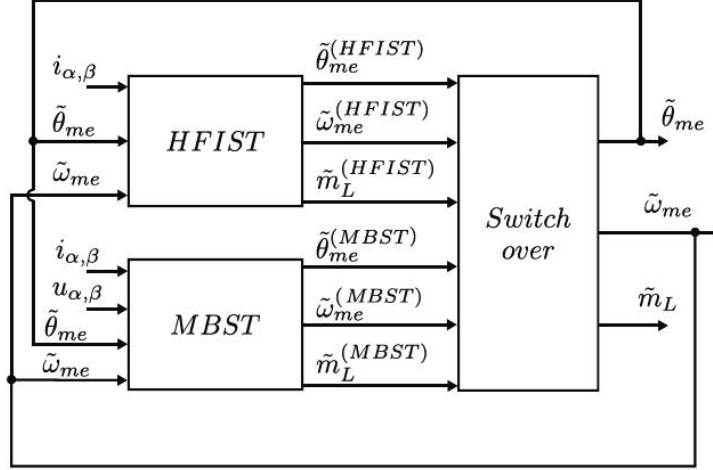 i_{α,β}
θ̃_{me}
ω̃_{me}
HFIST
θ̃_{me}^{(HFIST)}
ω̃_{me}^{(HFIST)}
m̃_L^{(HFIST)}
i_{α,β}
u_{α,β}
θ̃_{me}
ω̃_{me}
MBST
θ̃_{me}^{(MBST)}
ω̃_{me}^{(MBST)}
m̃_L^{(MBST)}
Switch
over
θ̃_{me}
ω̃_{me}
m̃_L